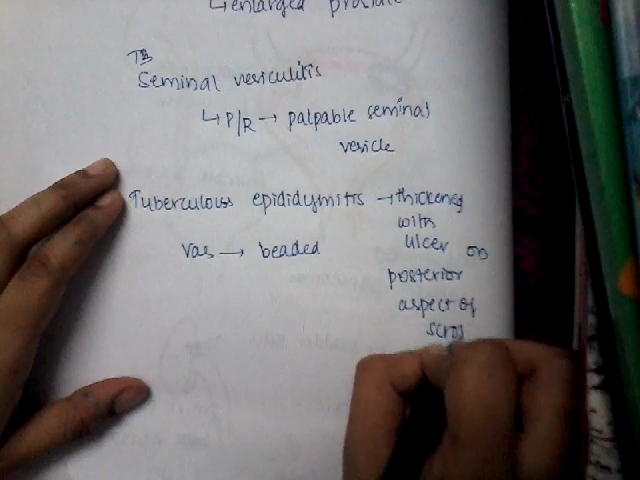 ↳ enlarged prostate
TB
Seminal vesiculitis
↳ P/R → palpable seminal
vesicle
Tuberculous epididymitis → thickened
with
Vas → beaded
ulcer on
posterior
aspect of
scro